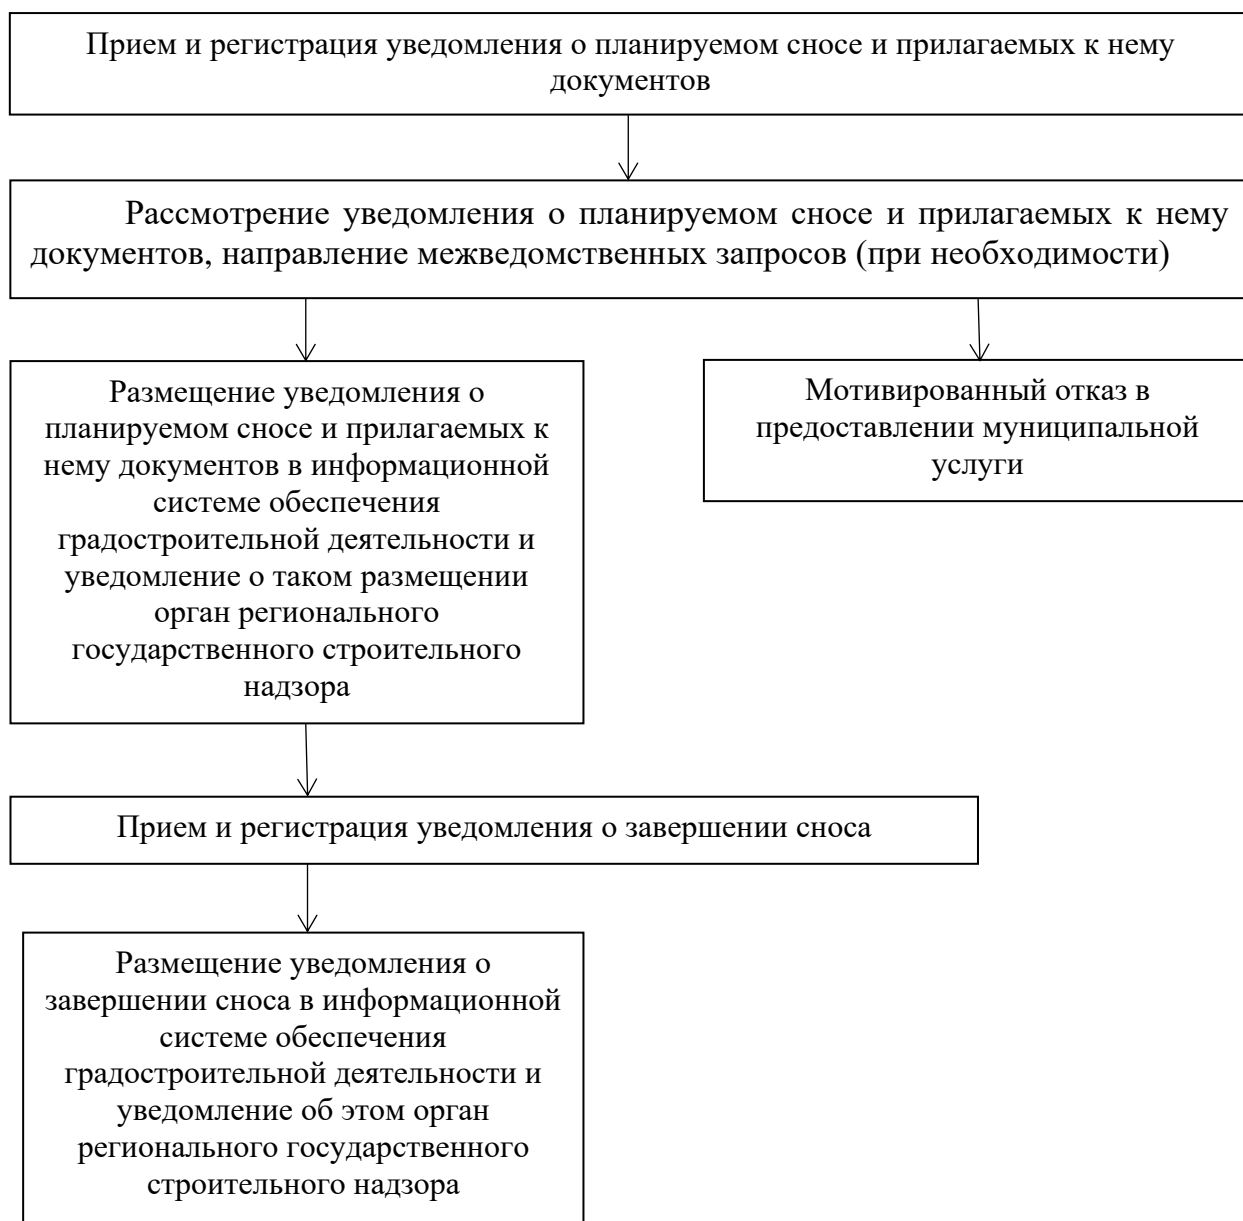 Прием и регистрация уведомления о планируемом сносе и прилагаемых к нему
документов
Рассмотрение уведомления о планируемом сносе и прилагаемых к нему
документов, направление межведомственных запросов (при необходимости)
Размещение уведомления о
планируемом сносе и прилагаемых к
нему документов в информационной
системе обеспечения
градостроительной деятельности и
уведомление о таком размещении
орган регионального
государственного строительного
надзора
Мотивированный отказ в
предоставлении муниципальной
услуги
Прием и регистрация уведомления о завершении сноса
Размещение уведомления о
завершении сноса в информационной
системе обеспечения
градостроительной деятельности и
уведомление об этом орган
регионального государственного
строительного надзора